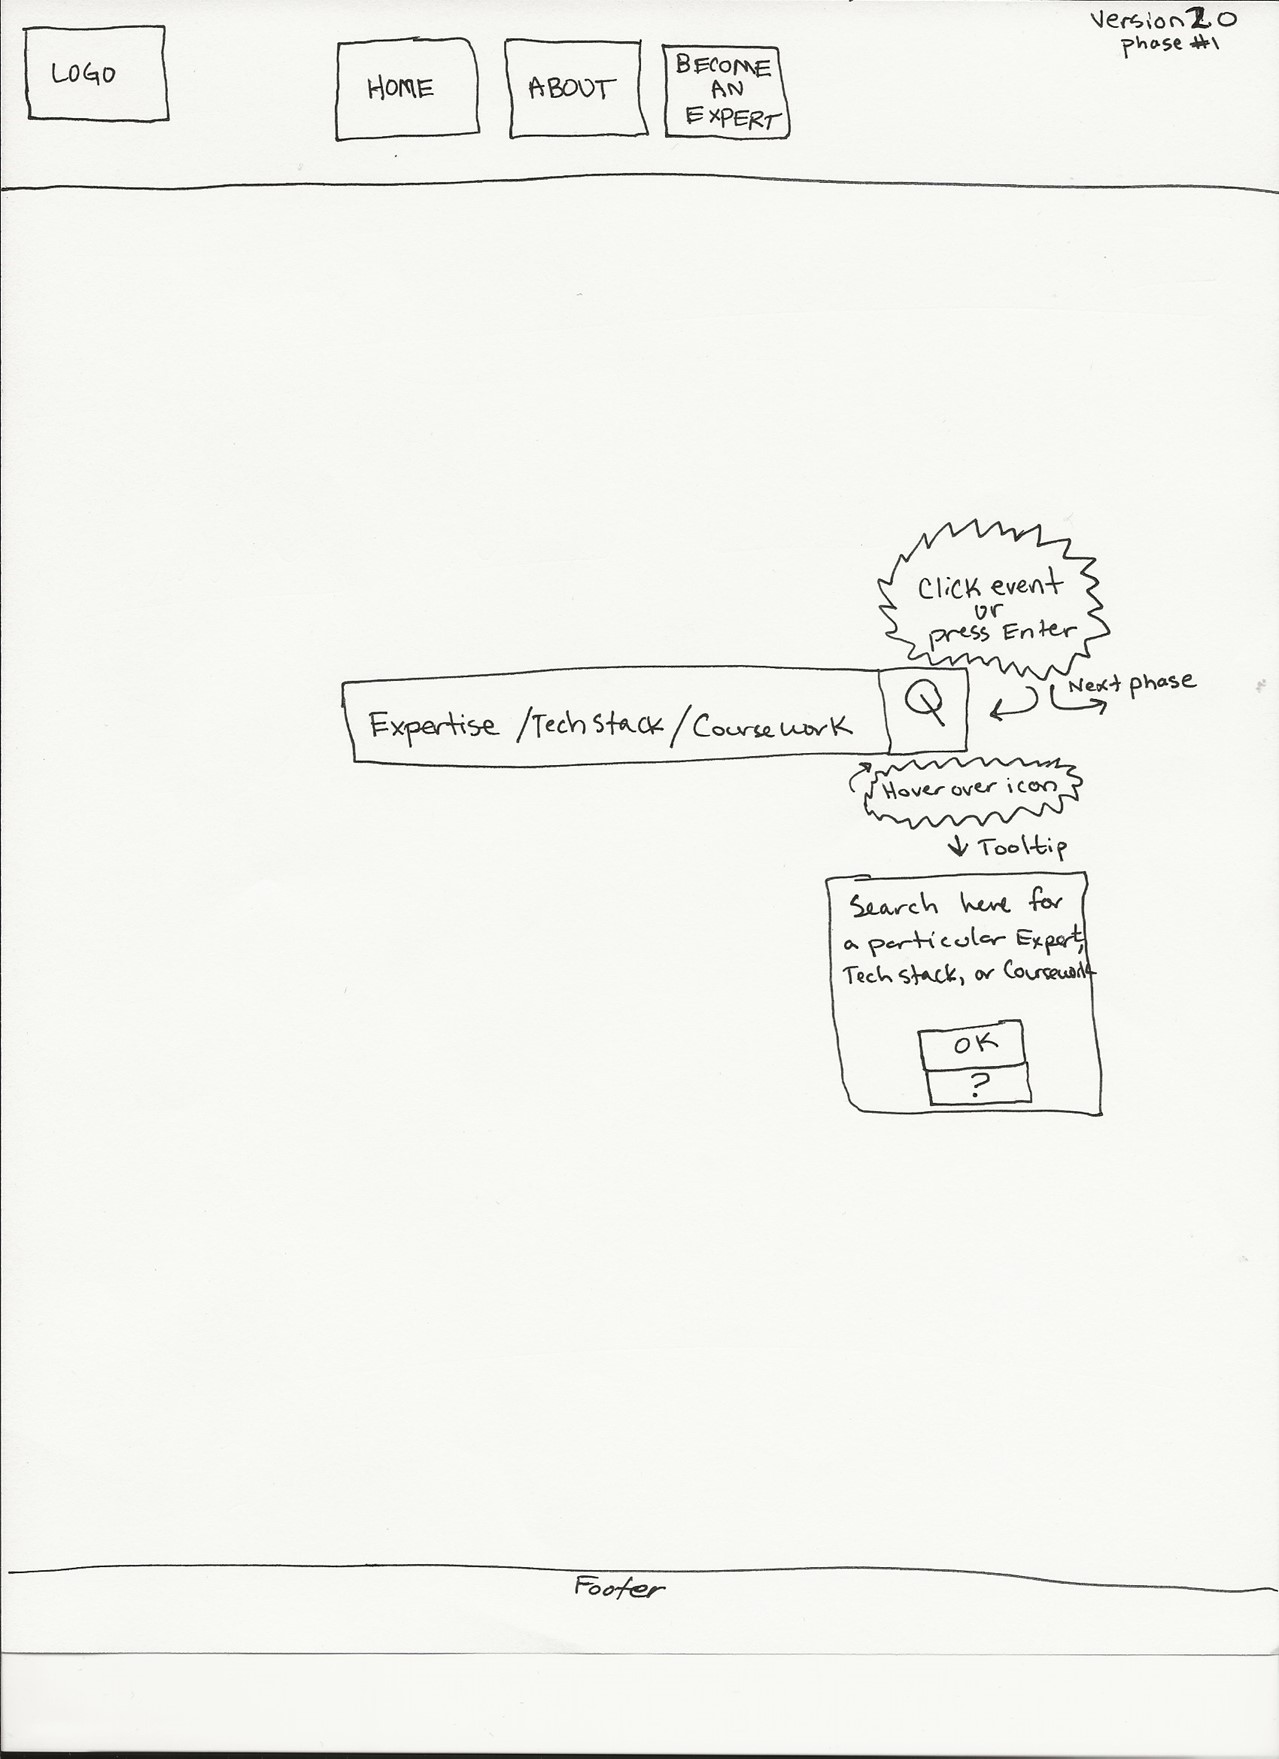 Version 2.0
phase #1
LOGO
HOME
ABOUT
BECOME
AN
EXPERT
Click event
or
press Enter
Next phase
Expertise / Tech stack / Coursework
Hover over icon
Tooltip
Search here for
a particular Expert,
Tech stack, or Coursework
OK
?
Footer